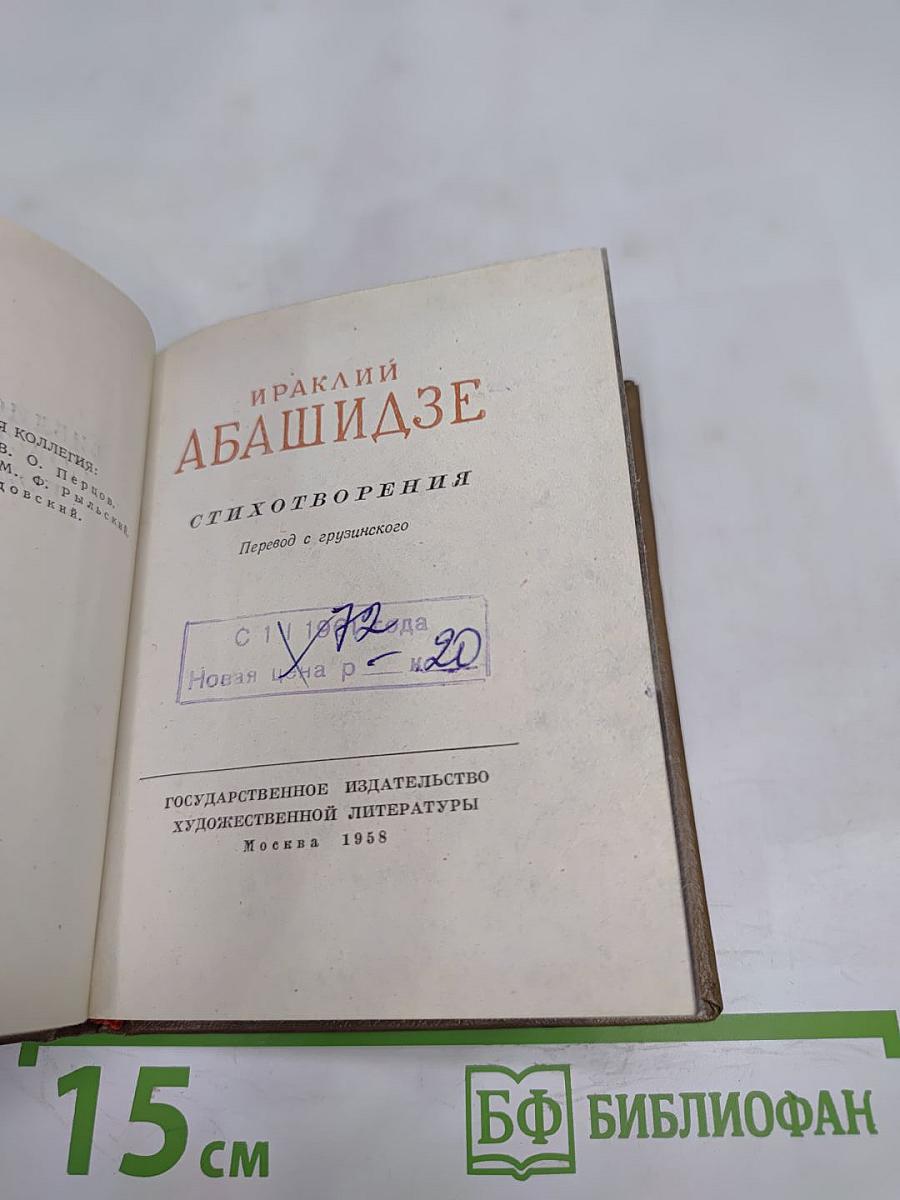 Я КОЛЛЕГИЯ:
В. О. Перцов,
М. Ф. Рыльский,
довский.
ИРАКЛИЙ
АБАШИДЗЕ
СТИХОТВОРЕНИЯ
Перевод с грузинского
С 1 I 1961 года
72
Новая цена р – к. 20
ГОСУДАРСТВЕННОЕ ИЗДАТЕЛЬСТВО
ХУДОЖЕСТВЕННОЙ ЛИТЕРАТУРЫ
Москва 1958
15 см
БФ БИБЛИОФАН